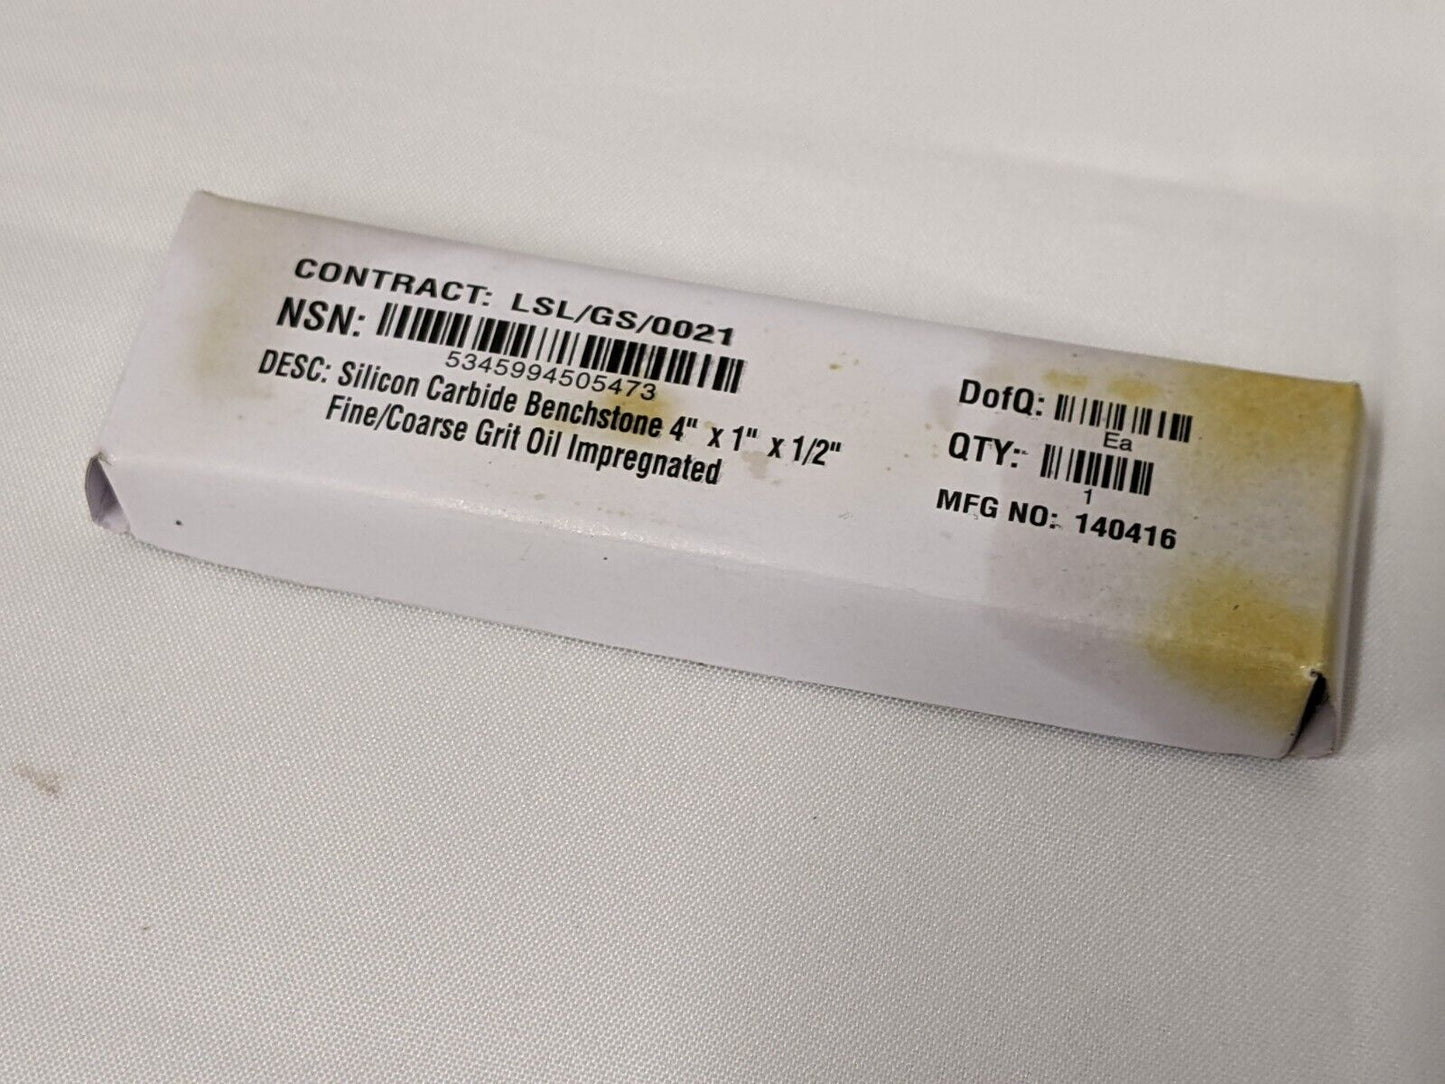 CONTRACT: LSL/GS/0021
NSN:
5345994505473
DESC: Silicon Carbide Benchstone 4" x 1" x 1/2"
Fine/Coarse Grit Oil Impregnated
DofQ:
Ea
QTY:
1
MFG NO: 140416